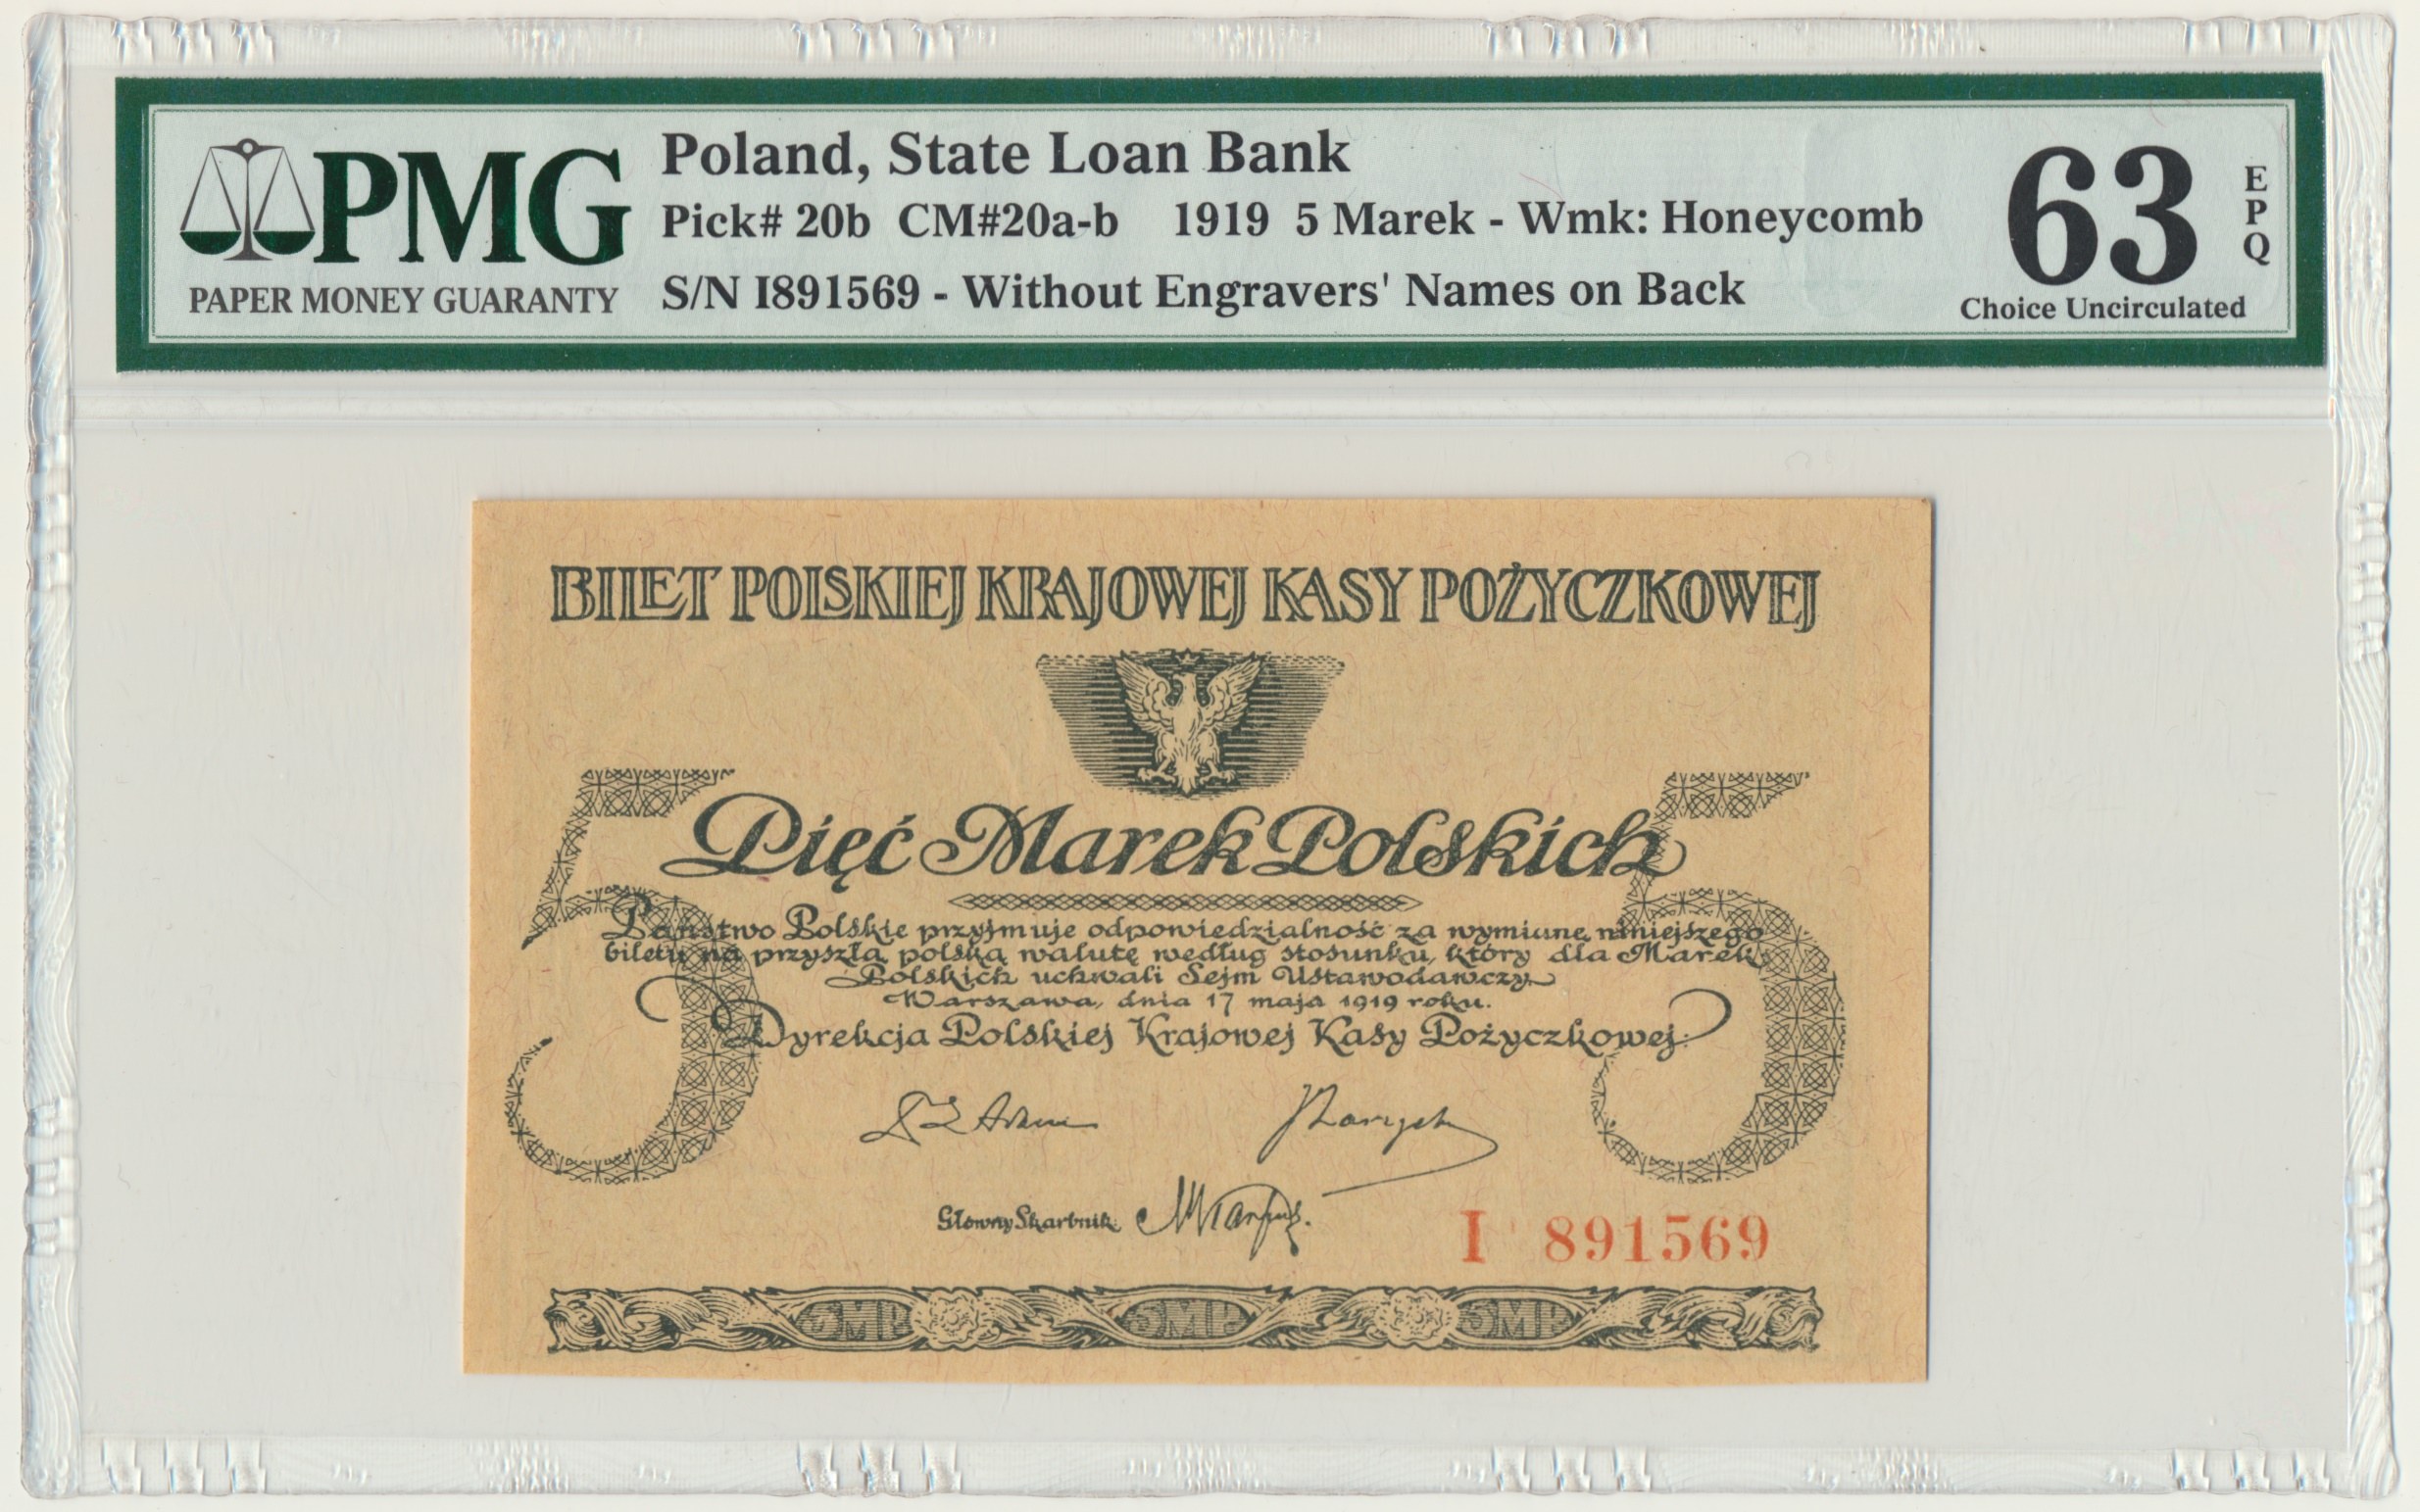 PMG
PAPER MONEY GUARANTY
Poland, State Loan Bank
Pick# 20b CM#20a-b 1919 5 Marek - Wmk: Honeycomb
S/N I891569 - Without Engravers' Names on Back
63
EPQ
Choice Uncirculated
BILET POLSKIEJ KRAJOWEJ KASY POŻYCZKOWEJ
5 5
Pięć Marek Polskich
Państwo Polskie przyjmuje odpowiedzialność za wymianę niniejszego
biletu na przyszłą polską walutę według stosunku, który dla Marek
Polskich uchwali Sejm Ustawodawczy.
Warszawa, dnia 17 maja 1919 roku.
Dyrekcja Polskiej Krajowej Kasy Pożyczkowej:
Główny Skarbnik
I 891569
5MP 5MP 5MP